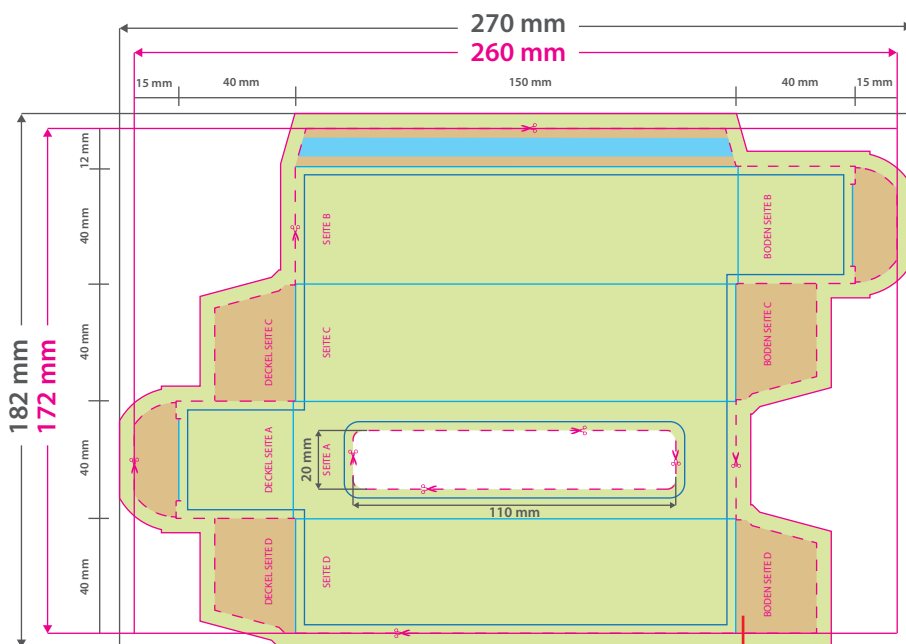 270 mm
260 mm
15 mm
40 mm
150 mm
40 mm
15 mm
182 mm
172 mm
12 mm
40 mm
40 mm
40 mm
40 mm
SEITE B
BODEN SEITE B
DECKEL SEITE C
SEITE C
BODEN SEITE C
DECKEL SEITE A
SEITE A
20 mm
110 mm
DECKEL SEITE D
SEITE D
BODEN SEITE D